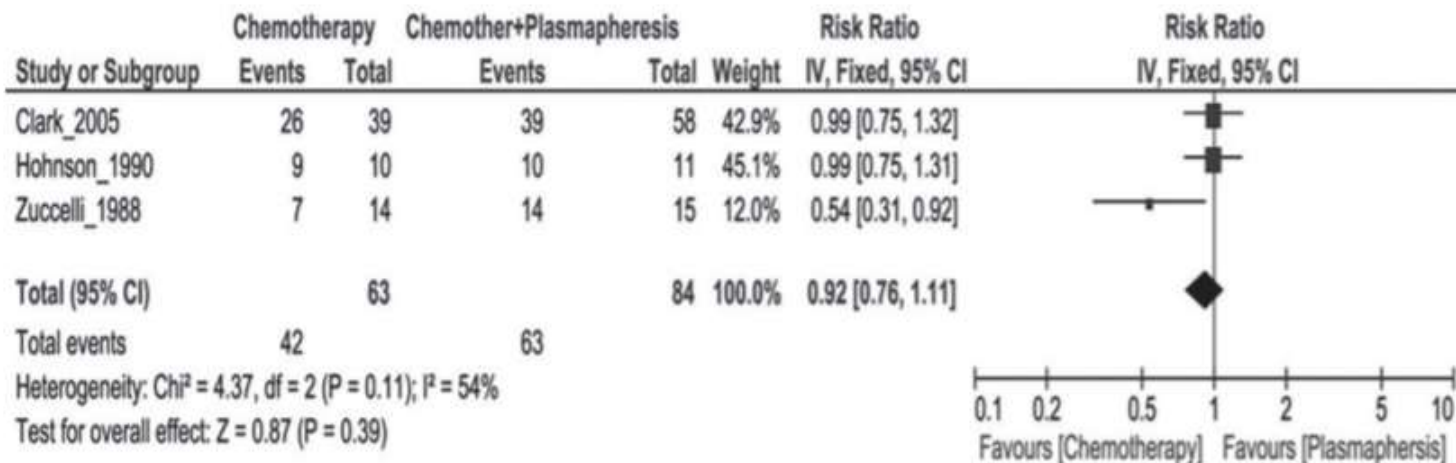 Chemotherapy Chemother+Plasmapheresis Risk Ratio Risk Ratio
Study or Subgroup Events Total Events Total Weight IV, Fixed, 95% CI IV, Fixed, 95% CI
Clark_2005 26 39 39 58 42.9% 0.99 [0.75, 1.32]
Hohnson_1990 9 10 10 11 45.1% 0.99 [0.75, 1.31]
Zuccelli_1988 7 14 14 15 12.0% 0.54 [0.31, 0.92]
Total (95% CI) 63 84 100.0% 0.92 [0.76, 1.11]
Total events 42 63
Heterogeneity: Chi² = 4.37, df = 2 (P = 0.11); I² = 54%
Test for overall effect: Z = 0.87 (P = 0.39)
0.1 0.2 0.5 1 2 5 10
Favours [Chemotherapy] Favours [Plasmaphersis]